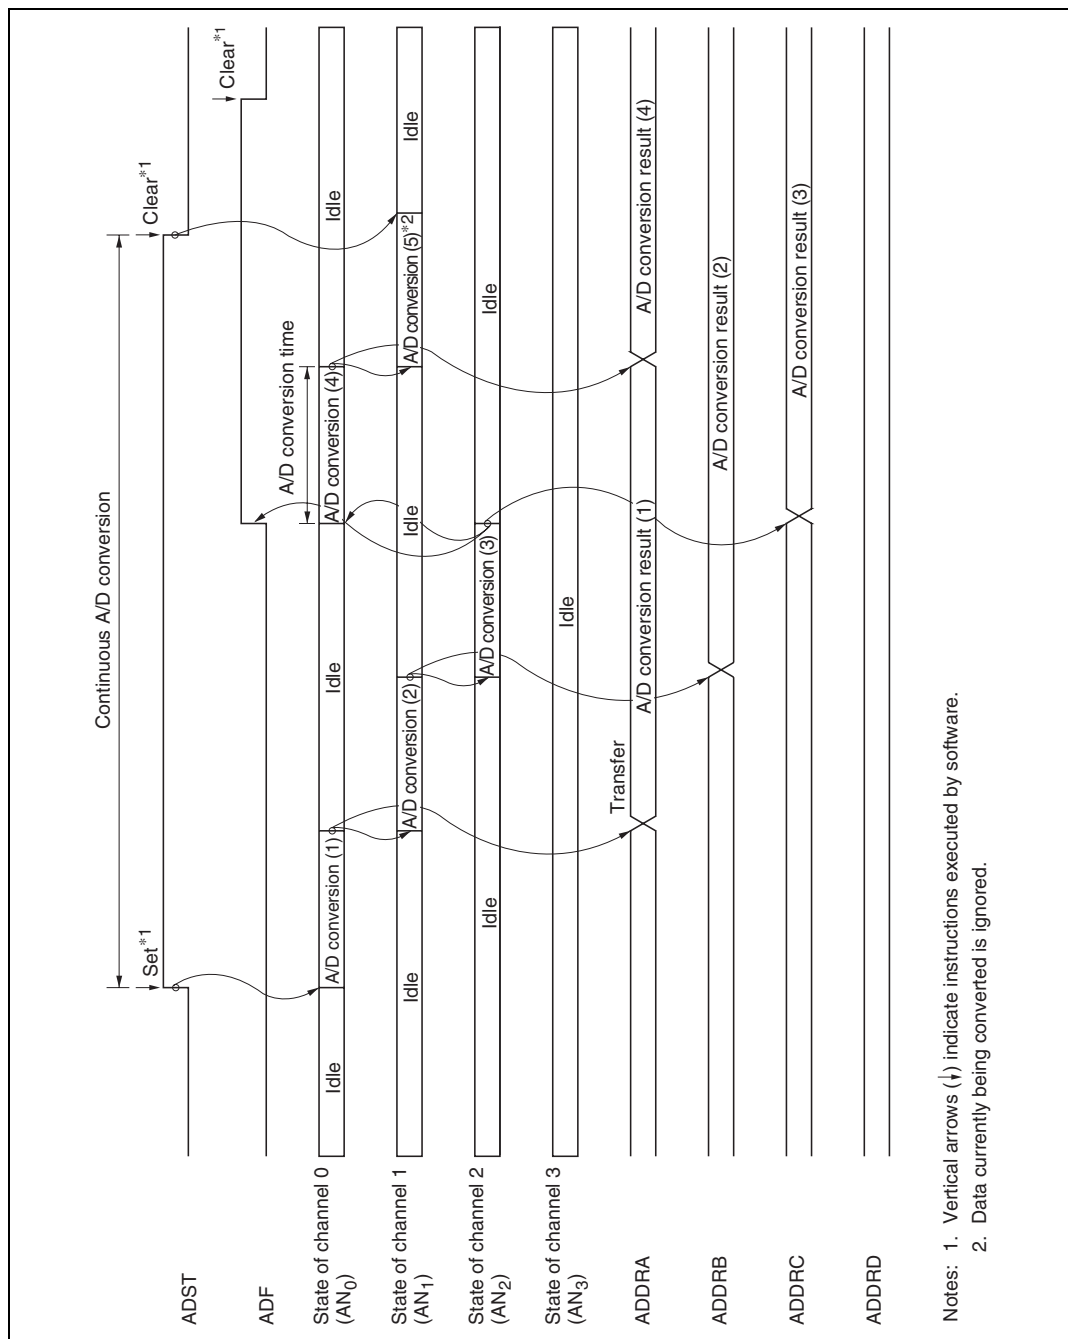 Continuous A/D conversion
Set*1
Clear*1
Clear*1
ADST
ADF
A/D conversion time
State of channel 0
(AN0)
Idle
A/D conversion (1)
Idle
A/D conversion (4)
Idle
State of channel 1
(AN1)
Idle
A/D conversion (2)
Idle
A/D conversion (5)*2
Idle
State of channel 2
(AN2)
Idle
A/D conversion (3)
Idle
State of channel 3
(AN3)
Idle
Transfer
ADDRA
A/D conversion result (1)
A/D conversion result (4)
ADDRB
A/D conversion result (2)
ADDRC
A/D conversion result (3)
ADDRD
Notes: 1. Vertical arrows (↓) indicate instructions executed by software.
2. Data currently being converted is ignored.